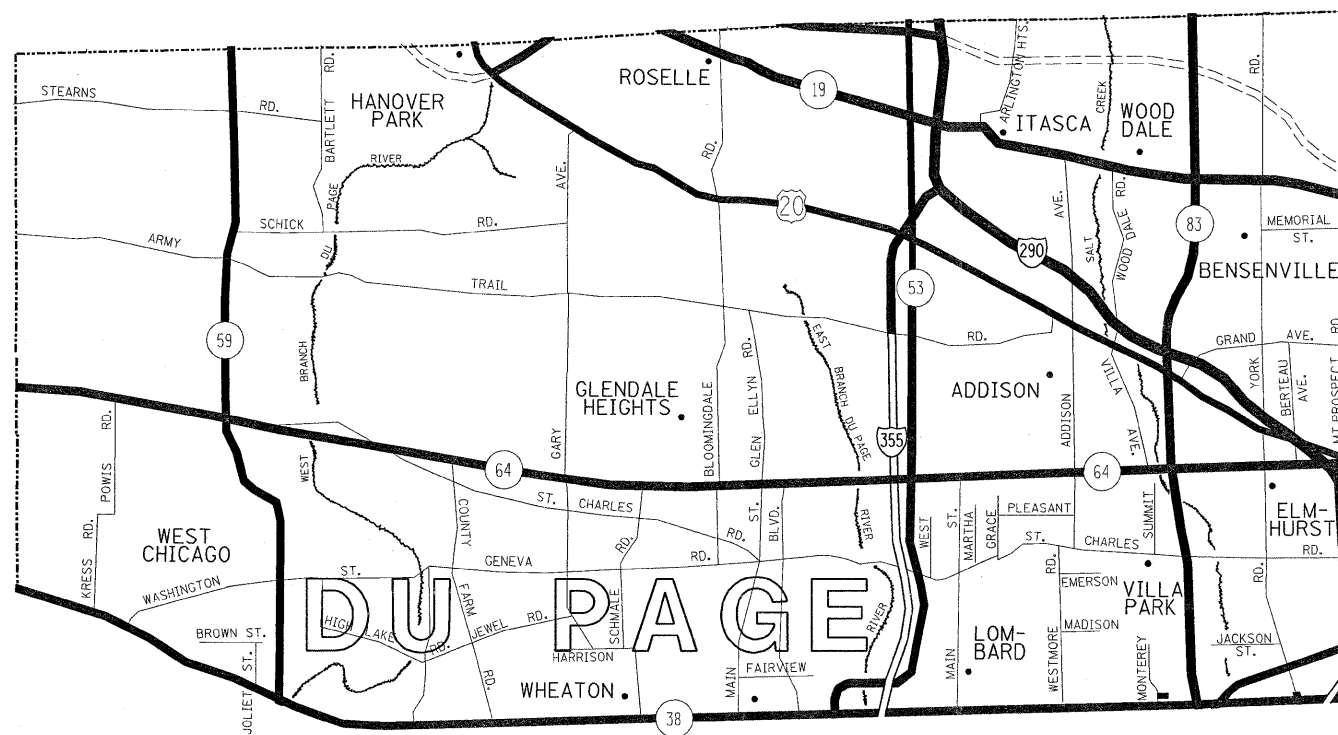 STEARNS
RD.
BARTLETT
RD.
HANOVER
PARK
ROSELLE
19
ARLINGTON HTS.
CREEK
ITASCA
WOOD
DALE
RD.
RIVER
PAGE
DU
BRANCH
WEST
SCHICK
RD.
AVE.
GARY
RD.
BLOOMINGDALE
20
290
53
AVE.
ADDISON
SALT
WOOD DALE
RD.
83
MEMORIAL
ST.
BENSENVILLE
ARMY
TRAIL
RD.
59
EAST
BRANCH DU PAGE
RIVER
RD.
GLEN ELLYN
GLENDALE
HEIGHTS
ADDISON
VILLA
AVE.
GRAND
AVE.
YORK
BERTEAU
AVE.
RD.
MT PROSPECT
355
64
64
POWIS
RD.
KRESS
RD.
WEST
CHICAGO
COUNTY
FARM
RD.
ST.
CHARLES
RD.
GENEVA
RD.
RD.
SCHMALE
ST.
BLVD.
WEST
ST.
MARTHA
GRACE
PLEASANT
ST.
CHARLES
RD.
SUMMIT
ELM-
HURST
WASHINGTON
ST.
DU PAGE
HIGH LAKE
RD.
JEWEL
RD.
HARRISON
BROWN ST.
JOLIET ST.
WHEATON
MAIN
FAIRVIEW
RIVER
MAIN
LOM-
BARD
RD.
WESTMORE
EMERSON
MADISON
VILLA
PARK
MONTEREY
RD.
JACKSON
ST.
38